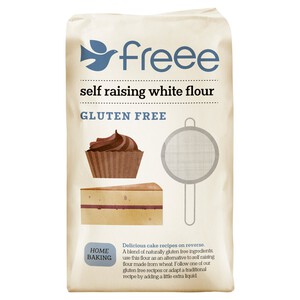 freee
self raising white flour
GLUTEN FREE
HOME
BAKING
Delicious cake recipes on reverse
A blend of naturally gluten free ingredients
use this flour as an alternative to self raising
flour made from wheat. Follow one of our
gluten free recipes or adapt a traditional
recipe by adding a little extra liquid